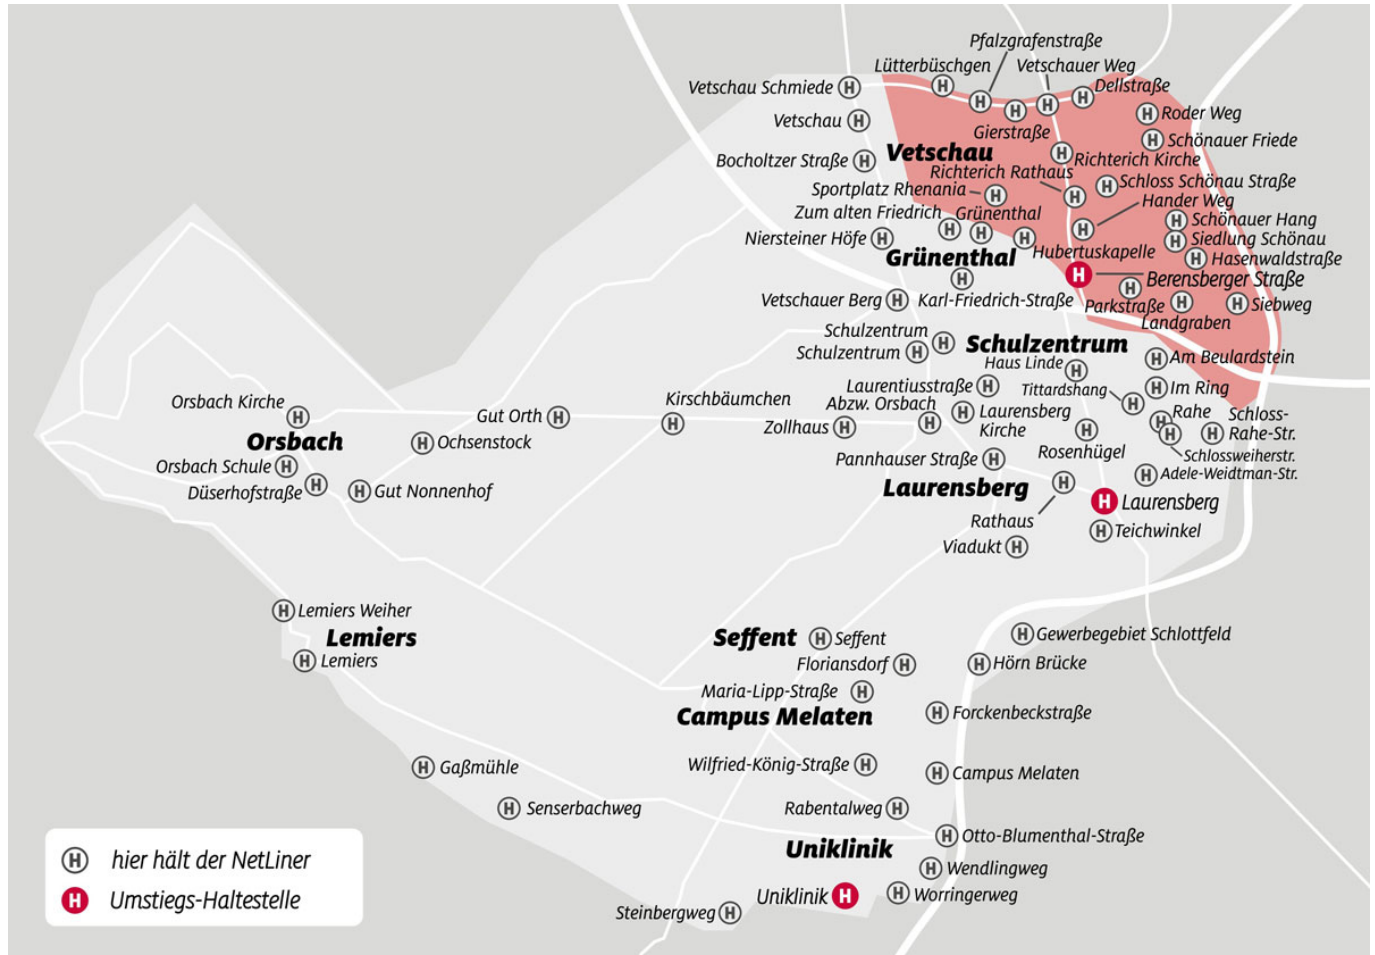 Pfalzgrafenstraße
Lütterbüschgen
Vetschauer Weg
Vetschau Schmiede
Dellstraße
Vetschau
Gierstraße
Roder Weg
Schönauer Friede
Bocholtzer Straße
Vetschau
Richterich Kirche
Richterich Rathaus
Sportplatz Rhenania
Schloss Schönau Straße
Hander Weg
Zum alten Friedrich
Grünenthal
Schönauer Hang
Niersteiner Höfe
Siedlung Schönau
Hubertuskapelle
Grünenthal
Hasenwaldstraße
Berensberger Straße
Vetschauer Berg
Karl-Friedrich-Straße
Parkstraße
Siebweg
Landgraben
Schulzentrum
Schulzentrum
Schulzentrum
Am Beulardstein
Haus Linde
Laurentiusstraße
Tittardshang
Im Ring
Orsbach Kirche
Kirschbäumchen
Gut Orth
Abzw. Orsbach
Laurensberg
Kirche
Rahe
Schloss-
Rahe-Str.
Zollhaus
Orsbach
Ochsenstock
Rosenhügel
Schlossweiherstr.
Orsbach Schule
Pannhauser Straße
Adele-Weidtman-Str.
Düserhofstraße
Gut Nonnenhof
Laurensberg
Laurensberg
Rathaus
Teichwinkel
Viadukt
Lemiers Weiher
Lemiers
Seffent
Seffent
Gewerbegebiet Schlottfeld
Lemiers
Floriansdorf
Hörn Brücke
Maria-Lipp-Straße
Campus Melaten
Forckenbeckstraße
Gaßmühle
Wilfried-König-Straße
Campus Melaten
Senserbachweg
Rabentalweg
Otto-Blumenthal-Straße
Uniklinik
Wendlingweg
Uniklinik
Worringerweg
Steinbergweg
H hier hält der NetLiner
H Umstiegs-Haltestelle